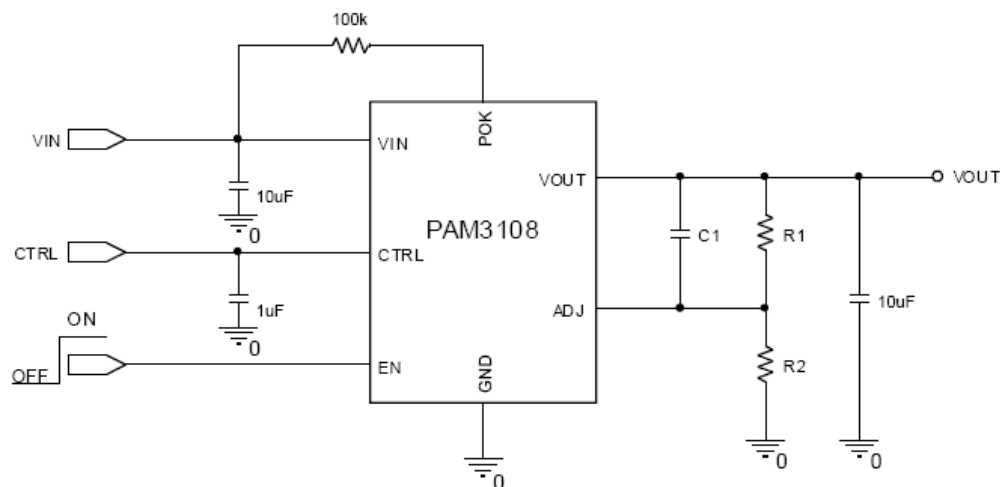 100k
VIN
VIN
POK
10uF
0
VOUT
VOUT
PAM3108
C1
R1
CTRL
CTRL
1uF
0
ADJ
10uF
ON
OFF
EN
GND
R2
0
0
0